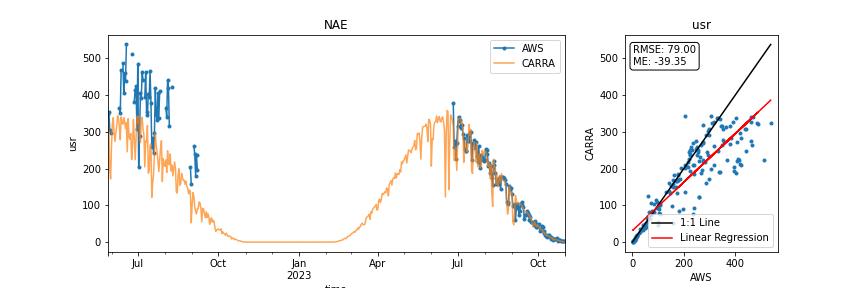 NAE
usr
500
400
300
200
100
0
usr
AWS
CARRA
Jul
Oct
Jan
2023
Apr
Jul
Oct
time
usr
500
400
300
200
100
0
CARRA
RMSE: 79.00
ME: -39.35
1:1 Line
Linear Regression
0
200
400
AWS